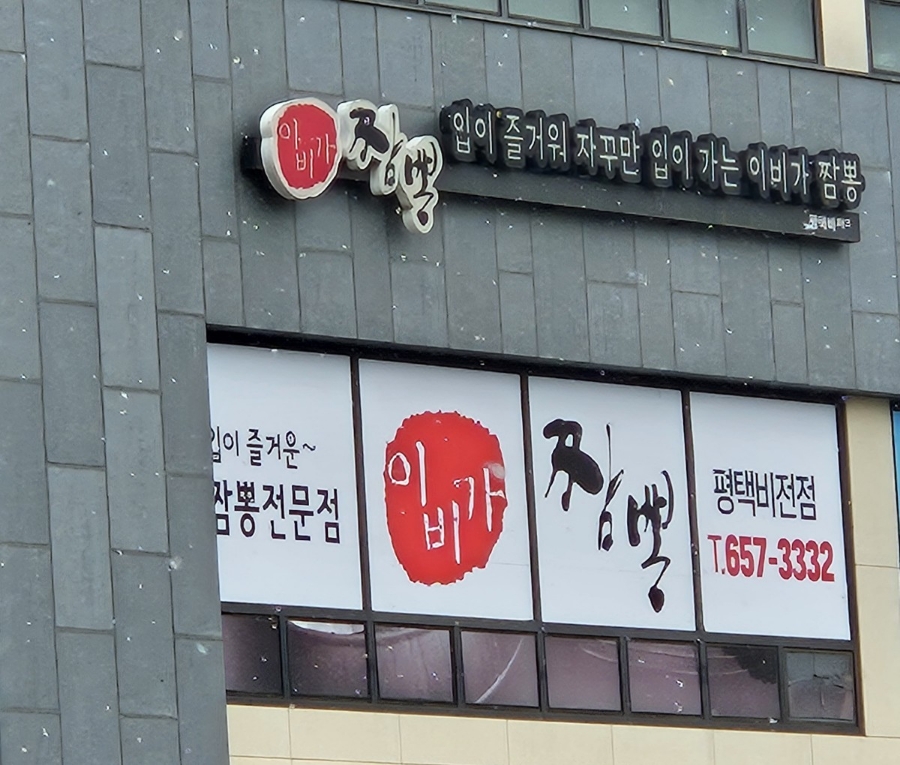 이비가 짬뽕 입이 즐거워 자꾸만 입이 가는 이비가 짬뽕
입이 즐거운~
짬뽕전문점
이비가
짬뽕
평택비전점
T.657-3332